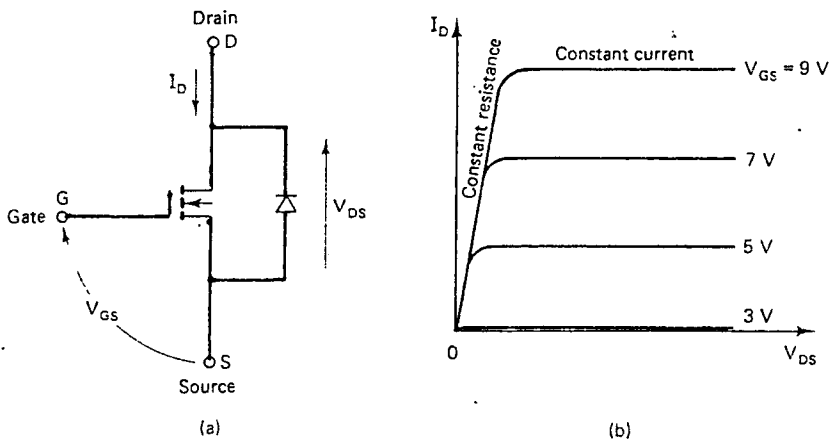 Drain
D
I_D
G
Gate
V_DS
V_GS
S
Source
(a)
I_D
Constant current
Constant resistance
V_GS = 9 V
7 V
5 V
3 V
0
V_DS
(b)